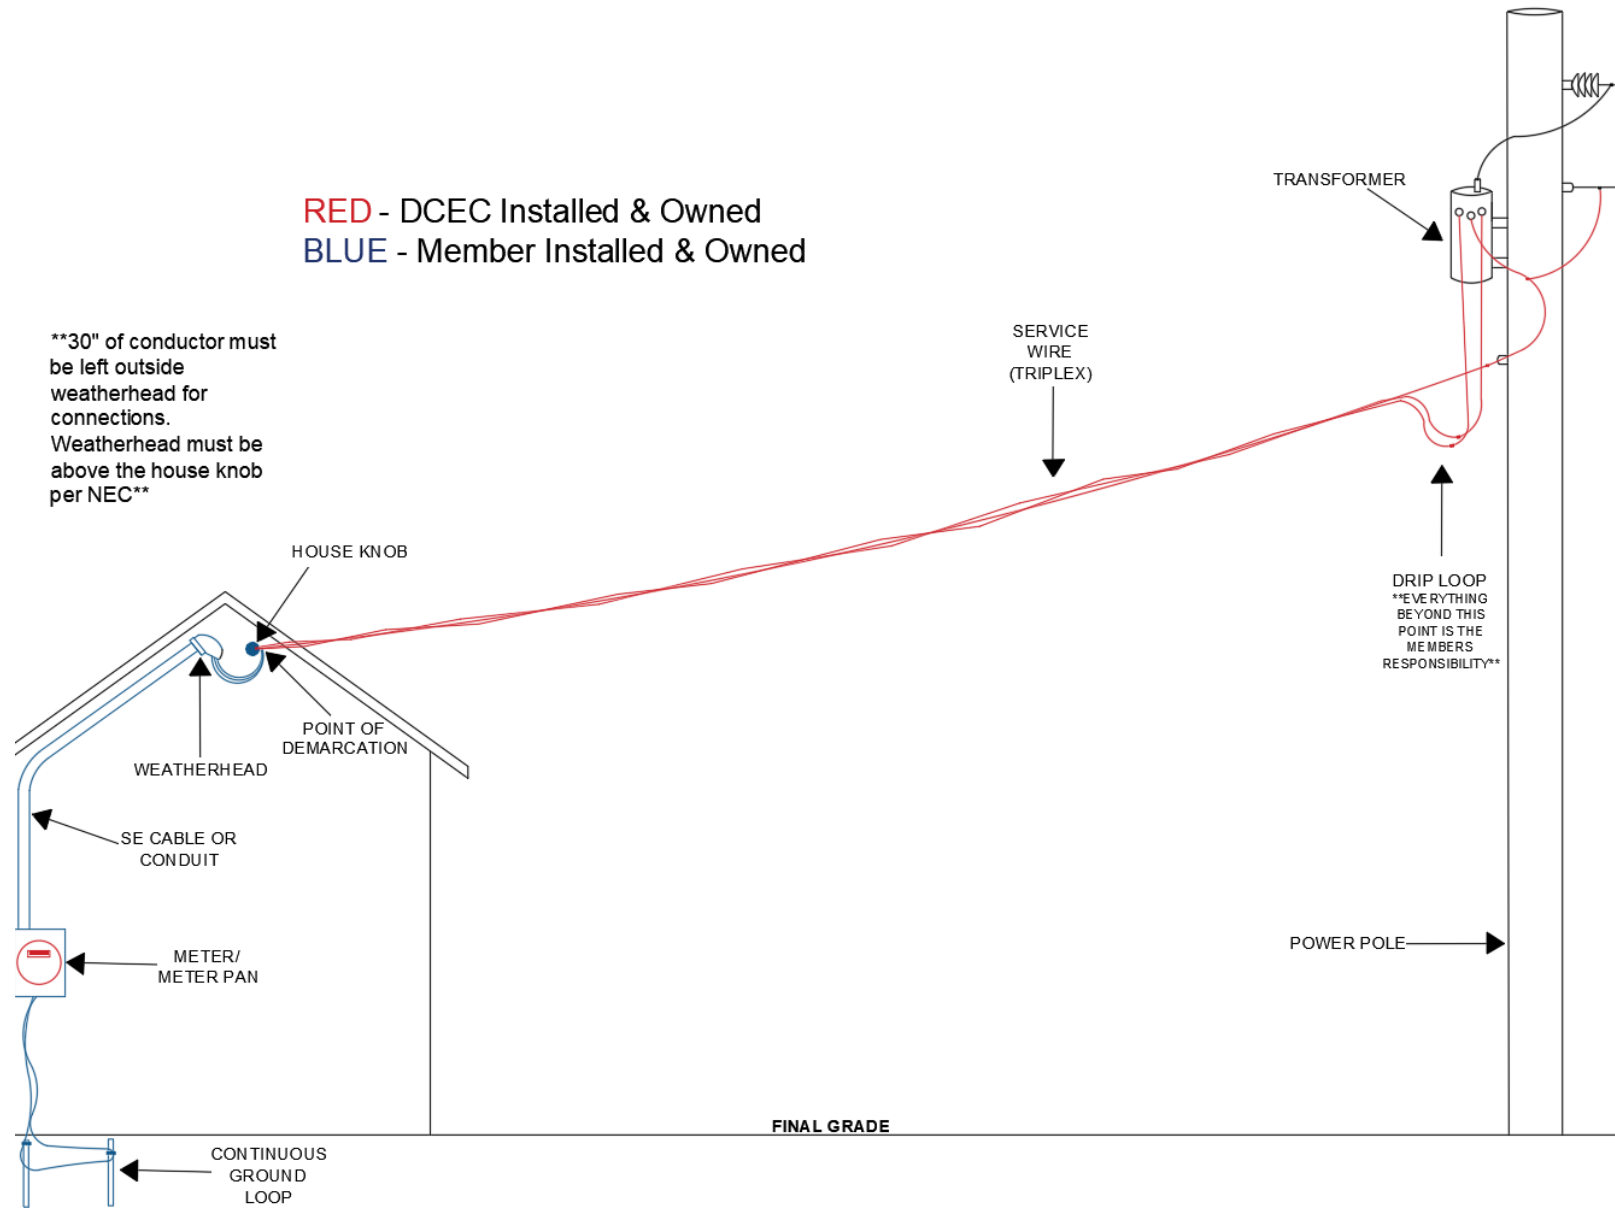 RED - DCEC Installed & Owned
BLUE - Member Installed & Owned
**30" of conductor must
be left outside
weatherhead for
connections.
Weatherhead must be
above the house knob
per NEC**
TRANSFORMER
SERVICE
WIRE
(TRIPLEX)
HOUSE KNOB
DRIP LOOP
**EVERYTHING
BEYOND THIS
POINT IS THE
MEMBERS
RESPONSIBILITY**
POINT OF
DEMARCATION
WEATHERHEAD
SE CABLE OR
CONDUIT
METER/
METER PAN
POWER POLE
FINAL GRADE
CONTINUOUS
GROUND
LOOP